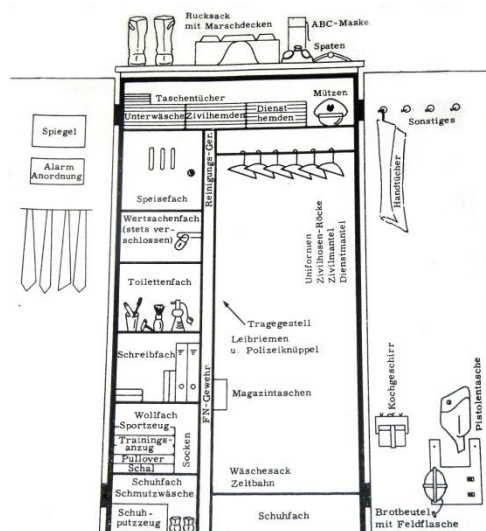 Rucksack
mit Marschdecken
ABC-Maske
Spaten
Taschentücher
Unterwäsche
Zivilhemden
Dienst
hemden
Mützen
Sonstiges
Spiegel
Alarm
Anordnung
Reinigungs-Ger.
Speisefach
Handtücher
Wertsachenfach
(stets ver-
schlossen)
Uniformen
Zivilhosen-Röcke
Zivilmantel
Dienstmantel
Toilettenfach
Tragegestell
Leibriemen
u. Polizeiknüppel
Schreibfach
FN-Gewehr
Magazintaschen
Kochgeschirr
Pistolentasche
Wollfach
Sportzeug
Trainings-
anzug
Pullover
Schal
Socken
Wäschesack
Zeltbahn
Schuhfach
Schmutzwäsche
Schuh-
putzzeug
Schuhfach
Brotbeutel
mit Feldflasche